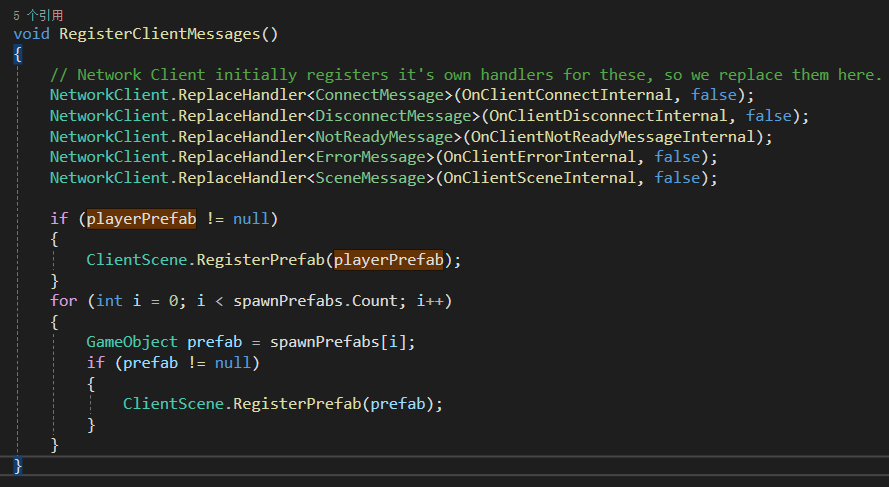 5 个引用
void RegisterClientMessages()
{
// Network Client initially registers it's own handlers for these, so we replace them here.
NetworkClient.ReplaceHandler<ConnectMessage>(OnClientConnectInternal, false);
NetworkClient.ReplaceHandler<DisconnectMessage>(OnClientDisconnectInternal, false);
NetworkClient.ReplaceHandler<NotReadyMessage>(OnClientNotReadyMessageInternal);
NetworkClient.ReplaceHandler<ErrorMessage>(OnClientErrorInternal, false);
NetworkClient.ReplaceHandler<SceneMessage>(OnClientSceneInternal, false);
if (playerPrefab != null)
{
ClientScene.RegisterPrefab(playerPrefab);
}
for (int i = 0; i < spawnPrefabs.Count; i++)
{
GameObject prefab = spawnPrefabs[i];
if (prefab != null)
{
ClientScene.RegisterPrefab(prefab);
}
}
}